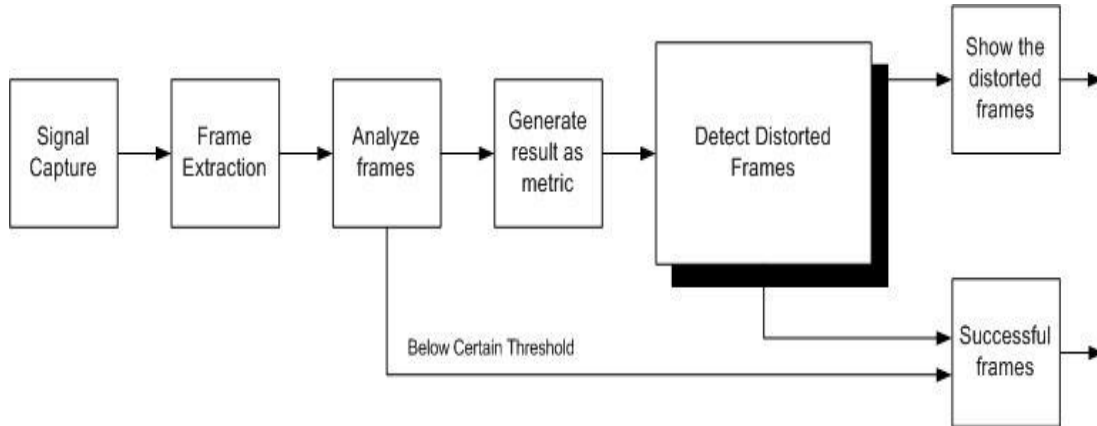 Signal
Capture
Frame
Extraction
Analyze
frames
Generate
result as
metric
Detect Distorted
Frames
Show the
distorted
frames
Below Certain Threshold
Successful
frames